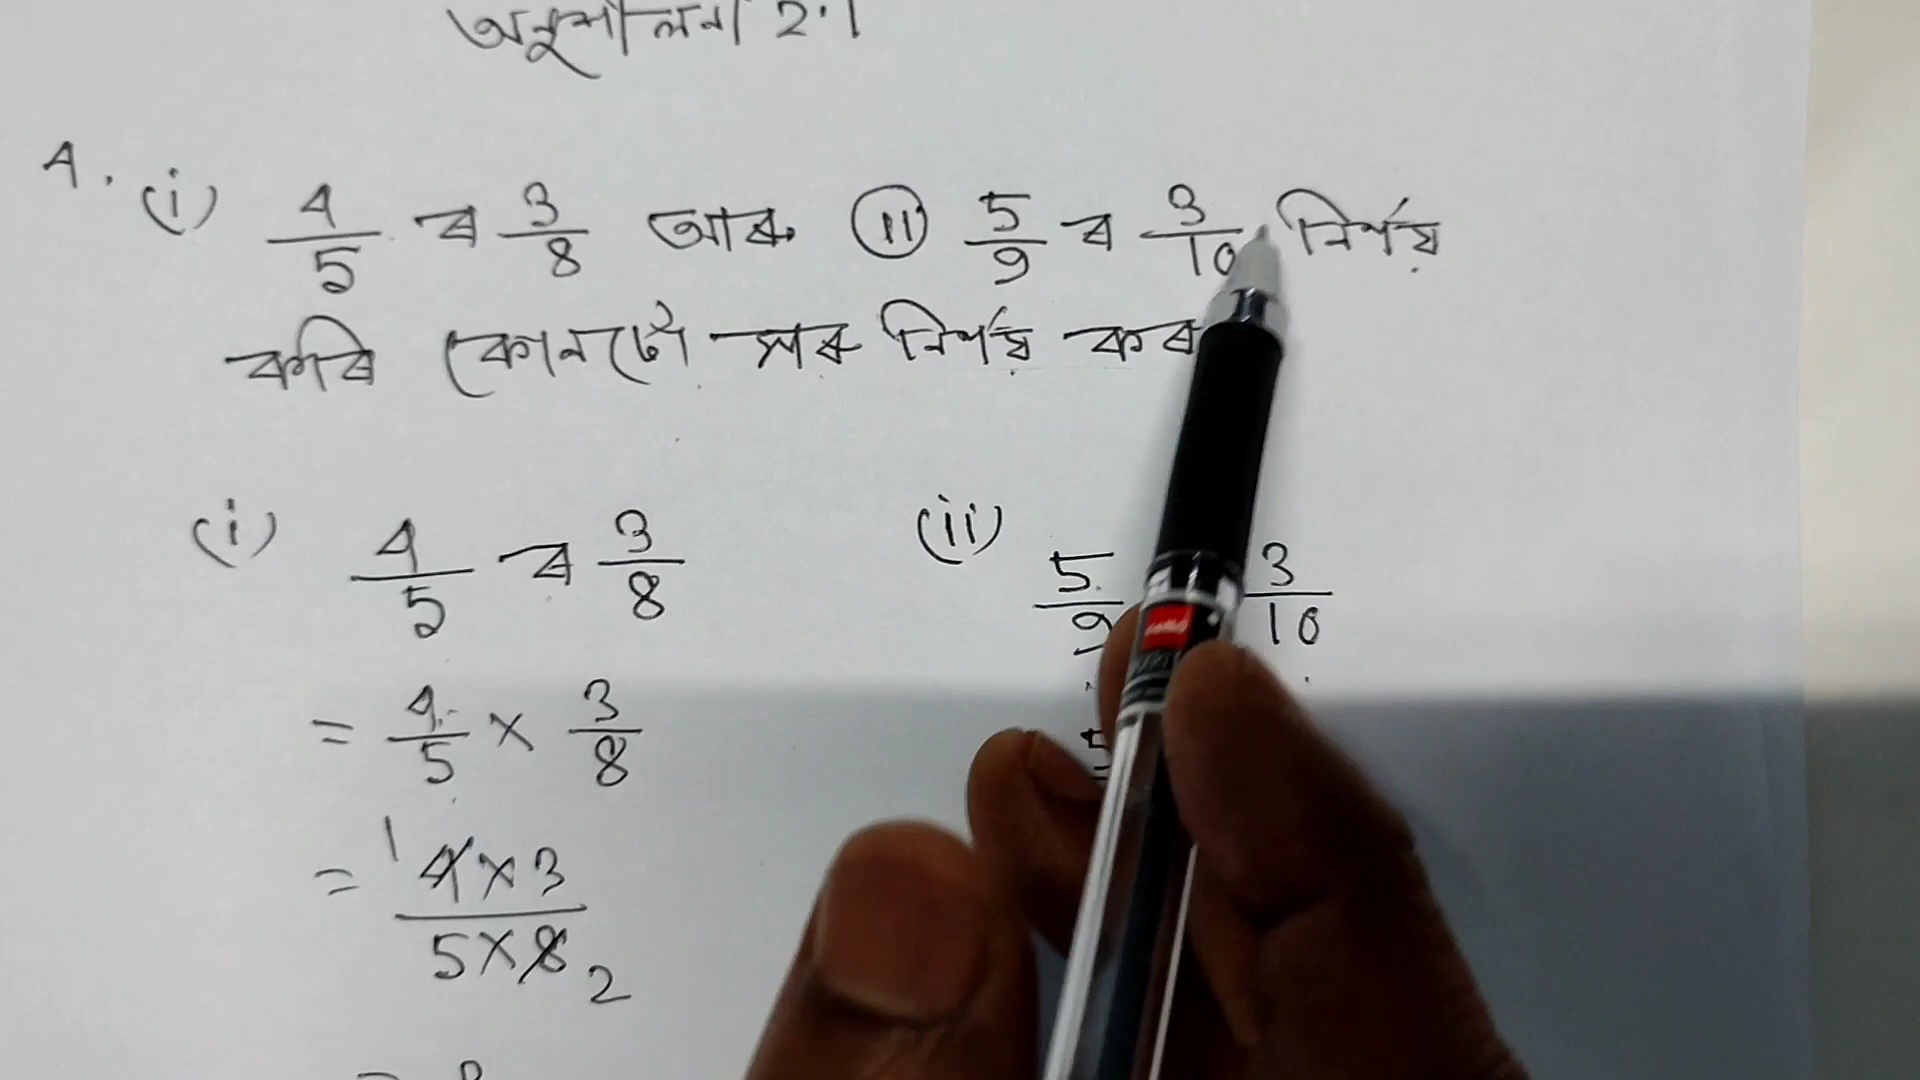 অনুশীলনী 2.1
4. (i) 4/5 ৰ 3/8 আৰু (ii) 5/9 ৰ 3/10 নিৰ্ণয়
কৰি কোনটো সৰু নিৰ্ণয় কৰ
(i) 4/5 ৰ 3/8
= 4/5 × 3/8
= 1 4×3 / 5×8 2
(ii) 5/9 3/10